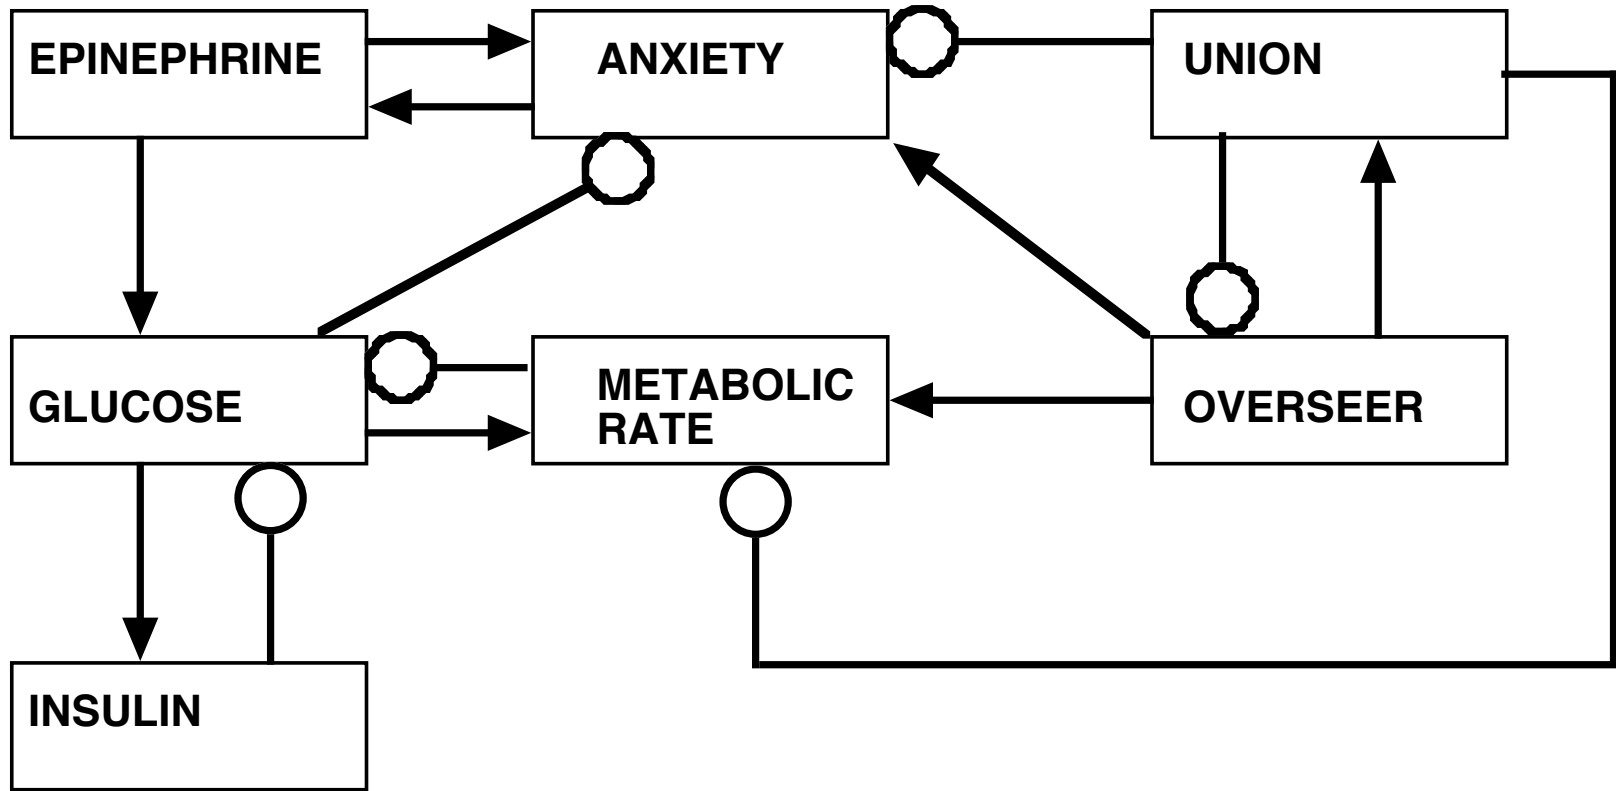 EPINEPHRINE
ANXIETY
UNION
GLUCOSE
METABOLIC
RATE
OVERSEER
INSULIN